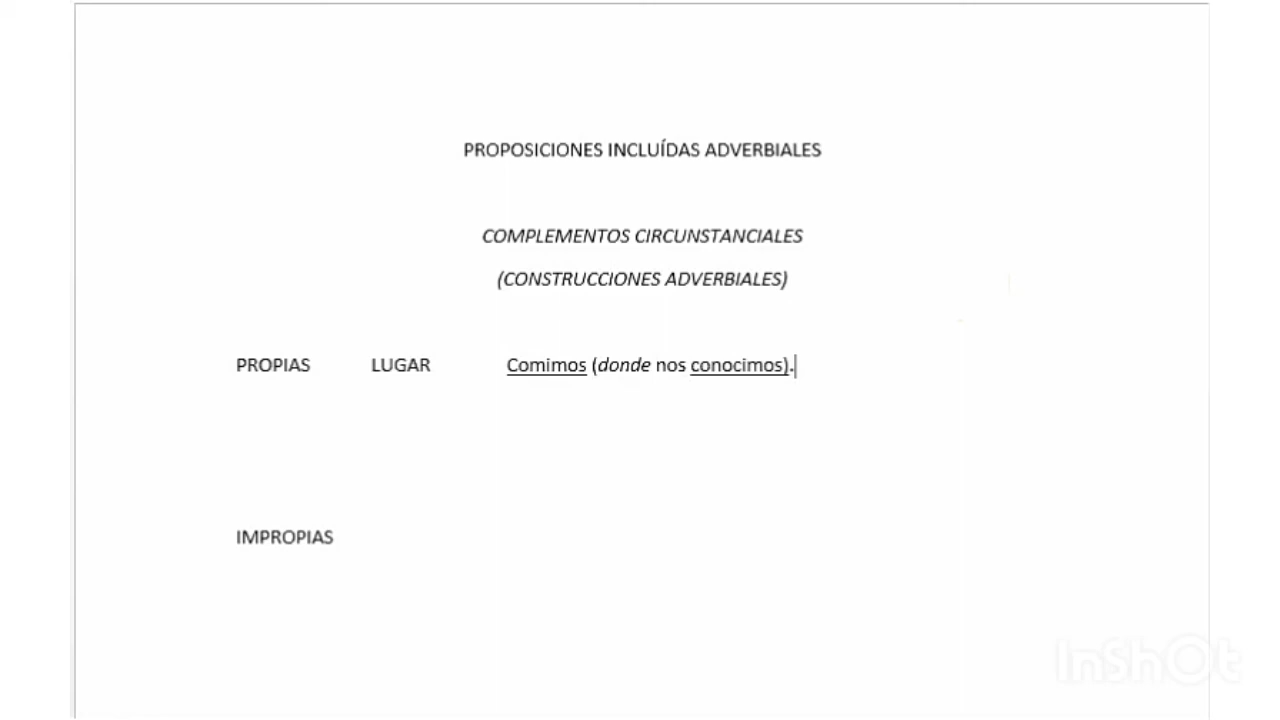 PROPOSICIONES INCLUÍDAS ADVERBIALES
COMPLEMENTOS CIRCUNSTANCIALES
(CONSTRUCCIONES ADVERBIALES)
PROPIAS LUGAR Comimos (donde nos conocimos).
IMPROPIAS
InShOt